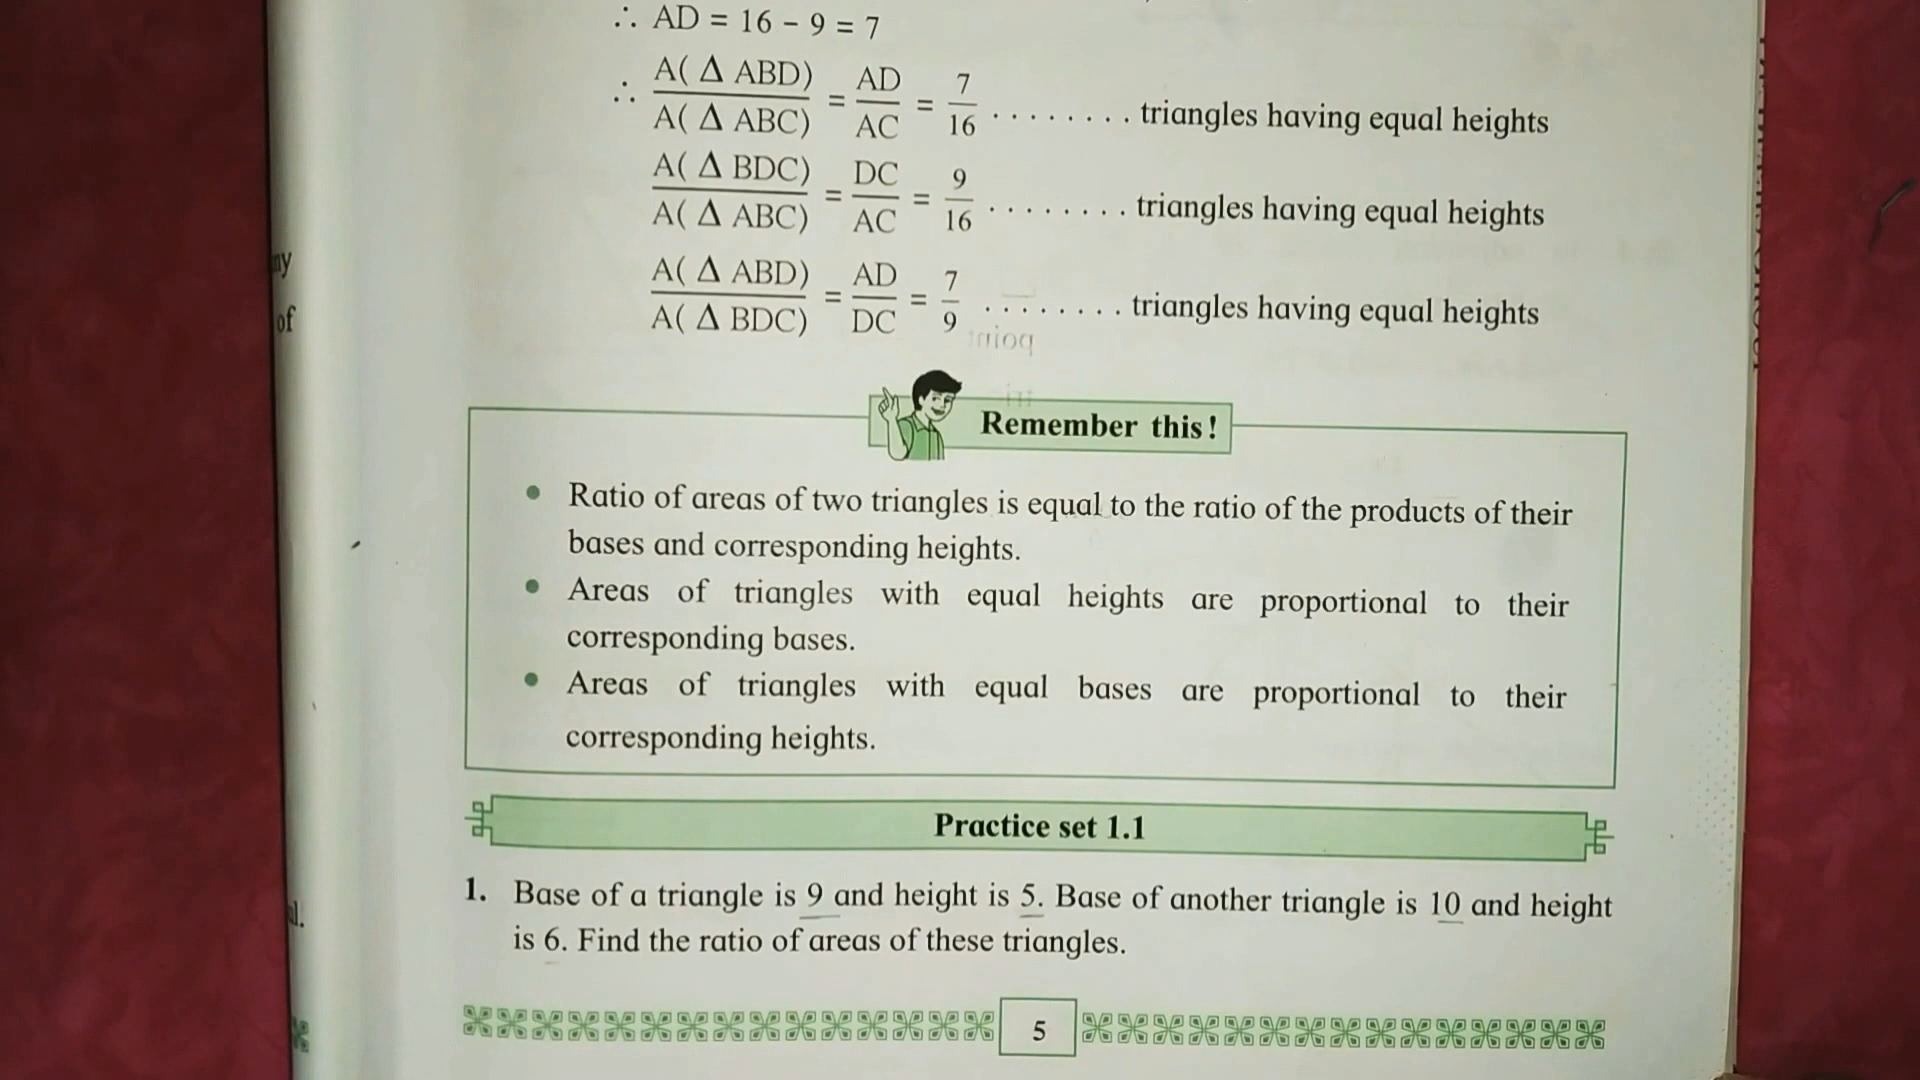 ∴ AD = 16 - 9 = 7
∴ A( Δ ABD) / A( Δ ABC) = AD / AC = 7 / 16 . . . . . . . . triangles having equal heights
A( Δ BDC) / A( Δ ABC) = DC / AC = 9 / 16 . . . . . . . . triangles having equal heights
A( Δ ABD) / A( Δ BDC) = AD / DC = 7 / 9 . . . . . . . . triangles having equal heights
Remember this!
• Ratio of areas of two triangles is equal to the ratio of the products of their
bases and corresponding heights.
• Areas of triangles with equal heights are proportional to their
corresponding bases.
• Areas of triangles with equal bases are proportional to their
corresponding heights.
Practice set 1.1
1. Base of a triangle is 9 and height is 5. Base of another triangle is 10 and height
is 6. Find the ratio of areas of these triangles.
5
of